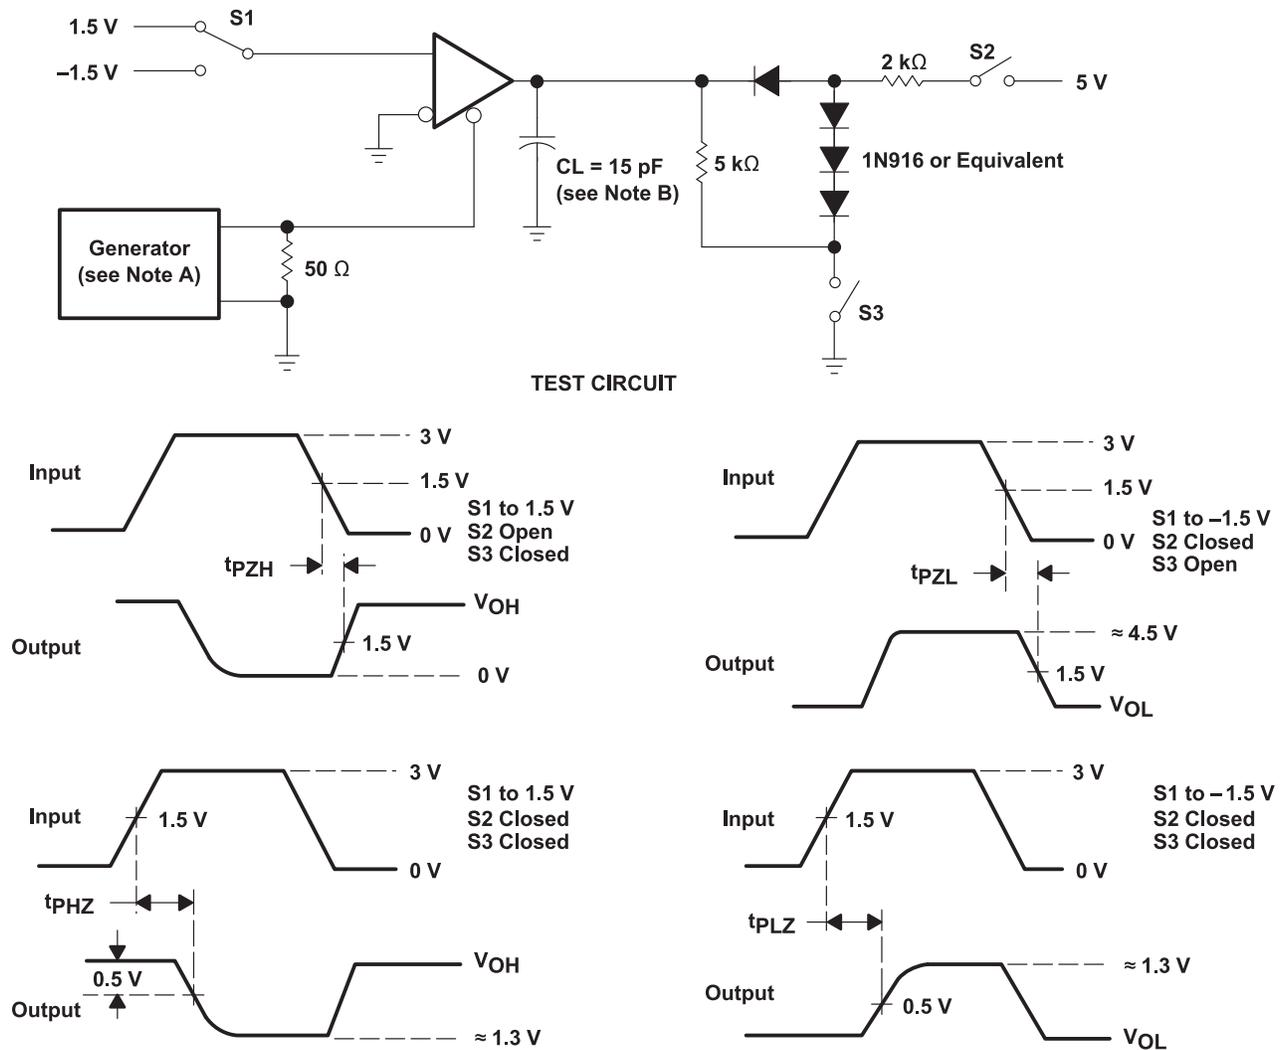 1.5 V
S1
–1.5 V
2 kΩ
S2
5 V
CL = 15 pF
(see Note B)
5 kΩ
1N916 or Equivalent
Generator
(see Note A)
50 Ω
S3
TEST CIRCUIT
Input
3 V
1.5 V
0 V
S1 to 1.5 V
S2 Open
S3 Closed
tPZH
Output
VOH
1.5 V
0 V
Input
3 V
1.5 V
0 V
S1 to –1.5 V
S2 Closed
S3 Open
tPZL
Output
≈ 4.5 V
1.5 V
VOL
Input
3 V
1.5 V
0 V
S1 to 1.5 V
S2 Closed
S3 Closed
tPHZ
0.5 V
Output
VOH
≈ 1.3 V
Input
3 V
1.5 V
0 V
S1 to –1.5 V
S2 Closed
S3 Closed
tPLZ
Output
≈ 1.3 V
0.5 V
VOL